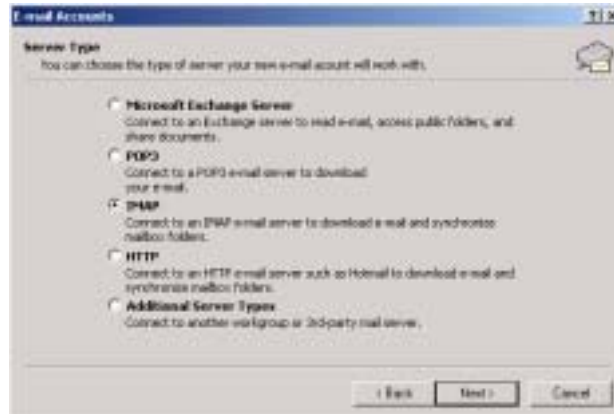 E-mail Accounts
Server Type
You can choose the type of server your new e-mail acount will work with.
Microsoft Exchange Server
Connect to an Exchange server to read e-mail, access public folders, and
share documents.
POP3
Connect to a POP3 e-mail server to download
your e-mail.
IMAP
Connect to an IMAP e-mail server to download e-mail and synchronize
mailbox folders.
HTTP
Connect to an HTTP e-mail server such as Hotmail to download e-mail and
synchronize mailbox folders.
Additional Server Types
Connect to another workgroup or 3rd-party mail server.
< Back
Next >
Cancel